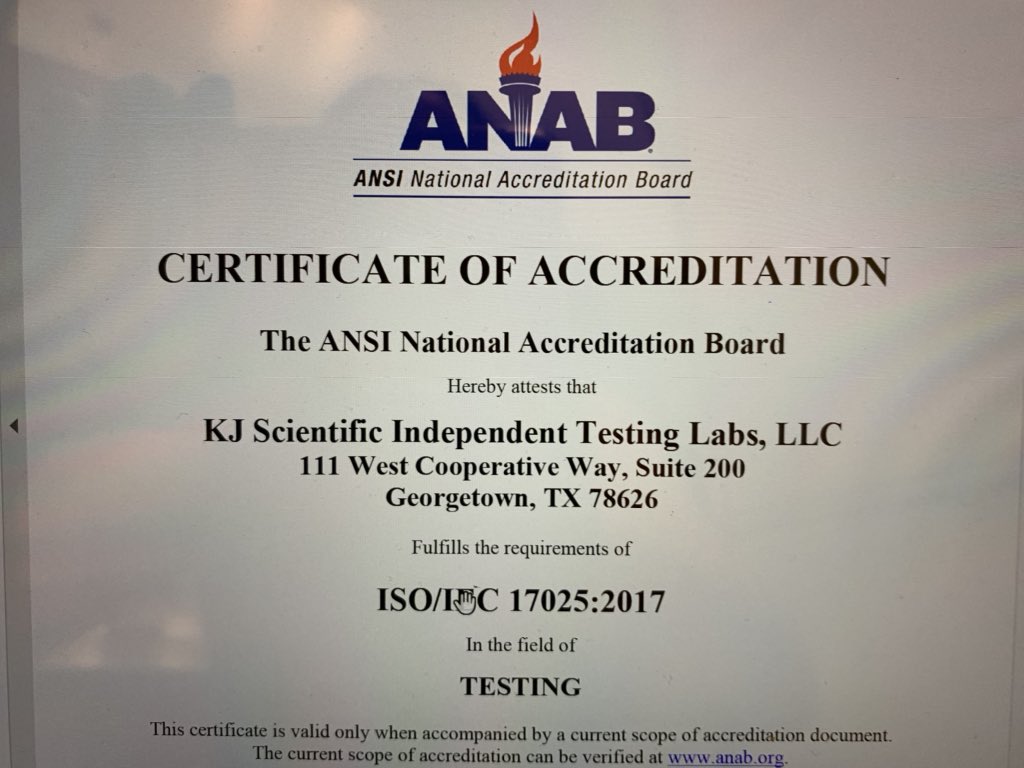 ANAB
ANSI National Accreditation Board
CERTIFICATE OF ACCREDITATION
The ANSI National Accreditation Board
Hereby attests that
KJ Scientific Independent Testing Labs, LLC
111 West Cooperative Way, Suite 200
Georgetown, TX 78626
Fulfills the requirements of
ISO/IEC 17025:2017
In the field of
TESTING
This certificate is valid only when accompanied by a current scope of accreditation document.
The current scope of accreditation can be verified at www.anab.org.